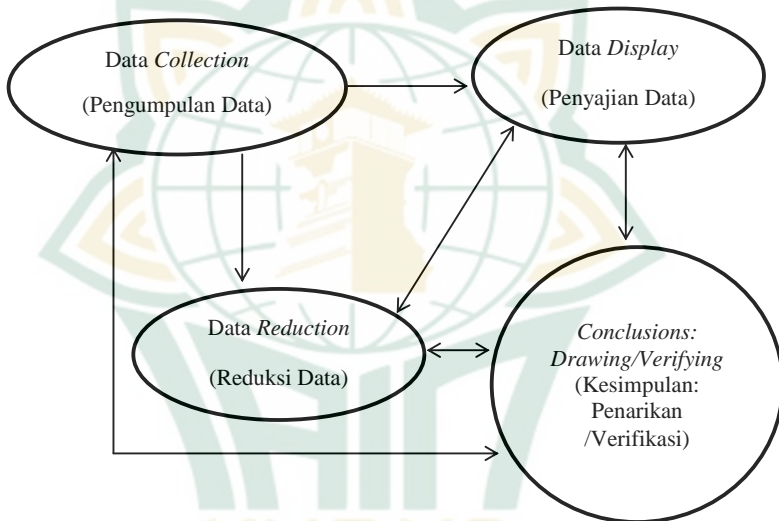 Data Collection
(Pengumpulan Data)
Data Display
(Penyajian Data)
Data Reduction
(Reduksi Data)
Conclusions:
Drawing/Verifying
(Kesimpulan:
Penarikan
/Verifikasi)